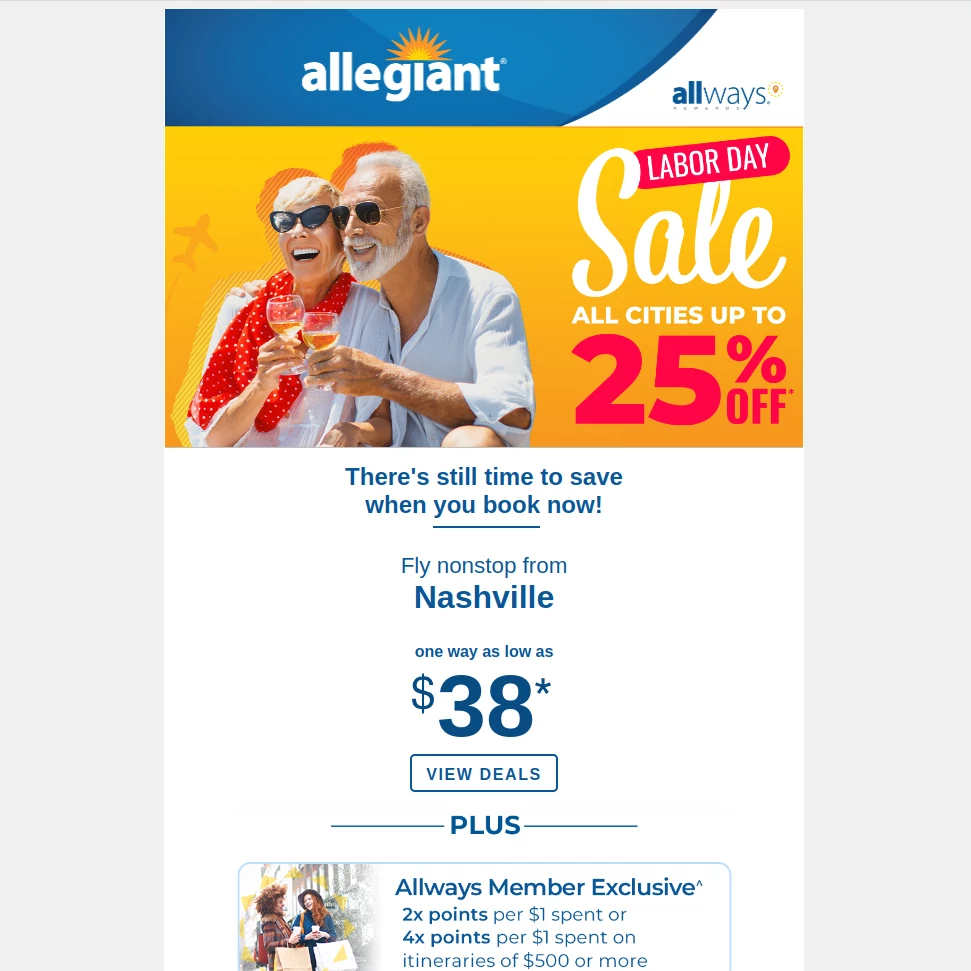 allegiant®
allways®
REWARDS
LABOR DAY
Sale
ALL CITIES UP TO
25% OFF*
There's still time to save
when you book now!
Fly nonstop from
Nashville
one way as low as
$38*
VIEW DEALS
PLUS
Allways Member Exclusive^
2x points per $1 spent or
4x points per $1 spent on
itineraries of $500 or more